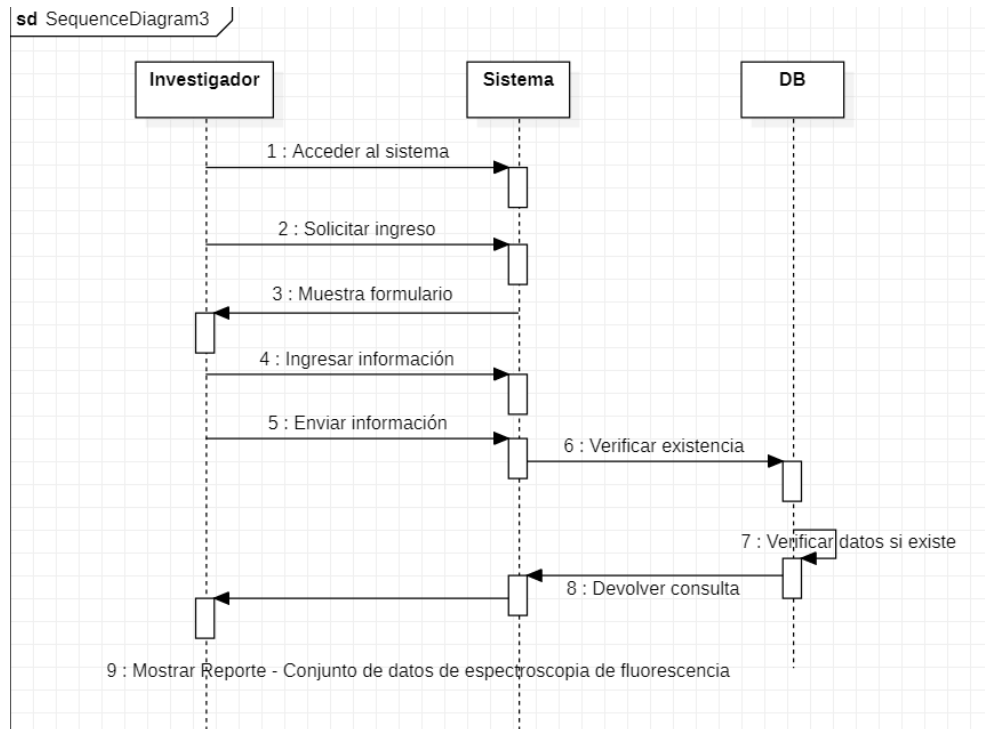 sd SequenceDiagram3
Investigador
Sistema
DB
1 : Acceder al sistema
2 : Solicitar ingreso
3 : Muestra formulario
4 : Ingresar información
5 : Enviar información
6 : Verificar existencia
7 : Verificar datos si existe
8 : Devolver consulta
9 : Mostrar Reporte - Conjunto de datos de espectroscopia de fluorescencia